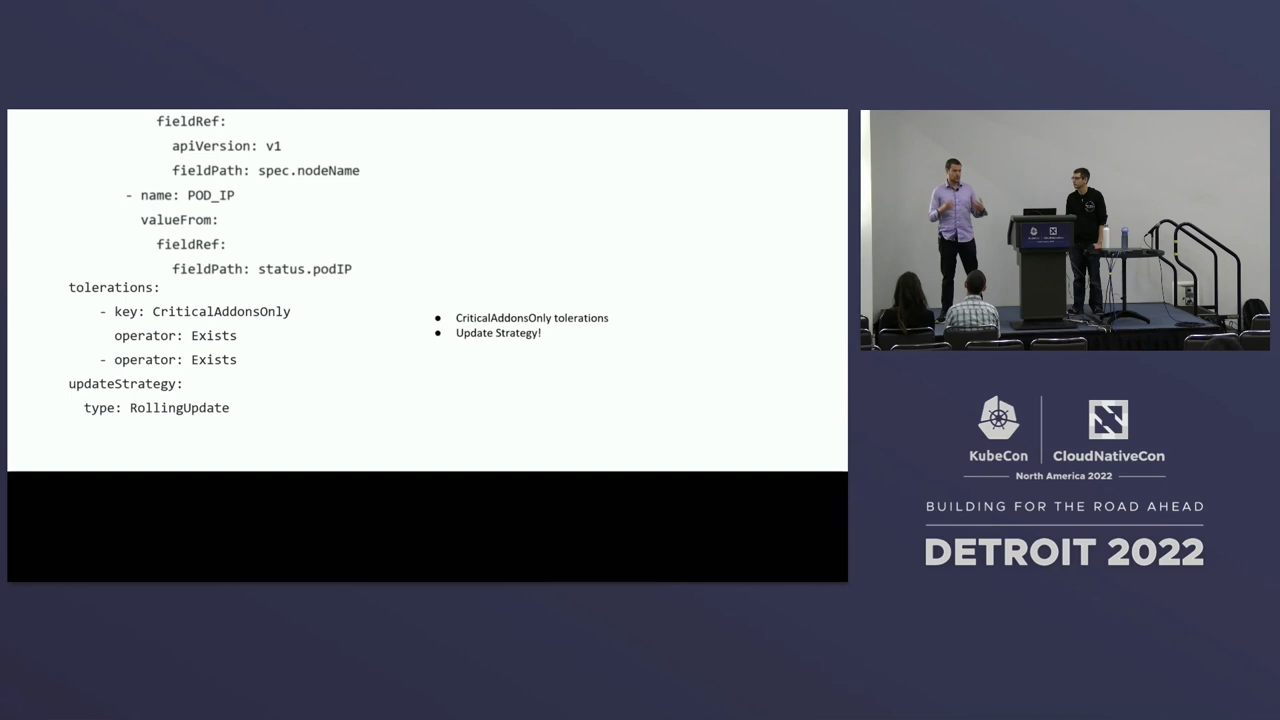 fieldRef:
apiVersion: v1
fieldPath: spec.nodeName
- name: POD_IP
valueFrom:
fieldRef:
fieldPath: status.podIP
tolerations:
- key: CriticalAddonsOnly
operator: Exists
- operator: Exists
updateStrategy:
type: RollingUpdate
● CriticalAddonsOnly tolerations
● Update Strategy!
KubeCon
CloudNativeCon
North America 2022
BUILDING FOR THE ROAD AHEAD
DETROIT 2022